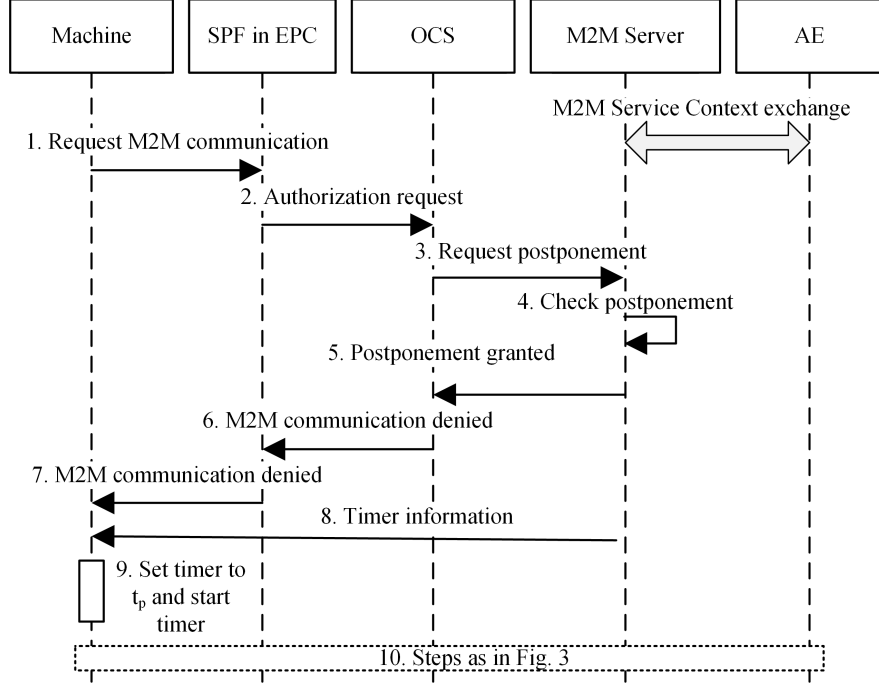 Machine
SPF in EPC
OCS
M2M Server
AE
M2M Service Context exchange
1. Request M2M communication
2. Authorization request
3. Request postponement
4. Check postponement
5. Postponement granted
6. M2M communication denied
7. M2M communication denied
8. Timer information
9. Set timer to
tp and start
timer
10. Steps as in Fig. 3